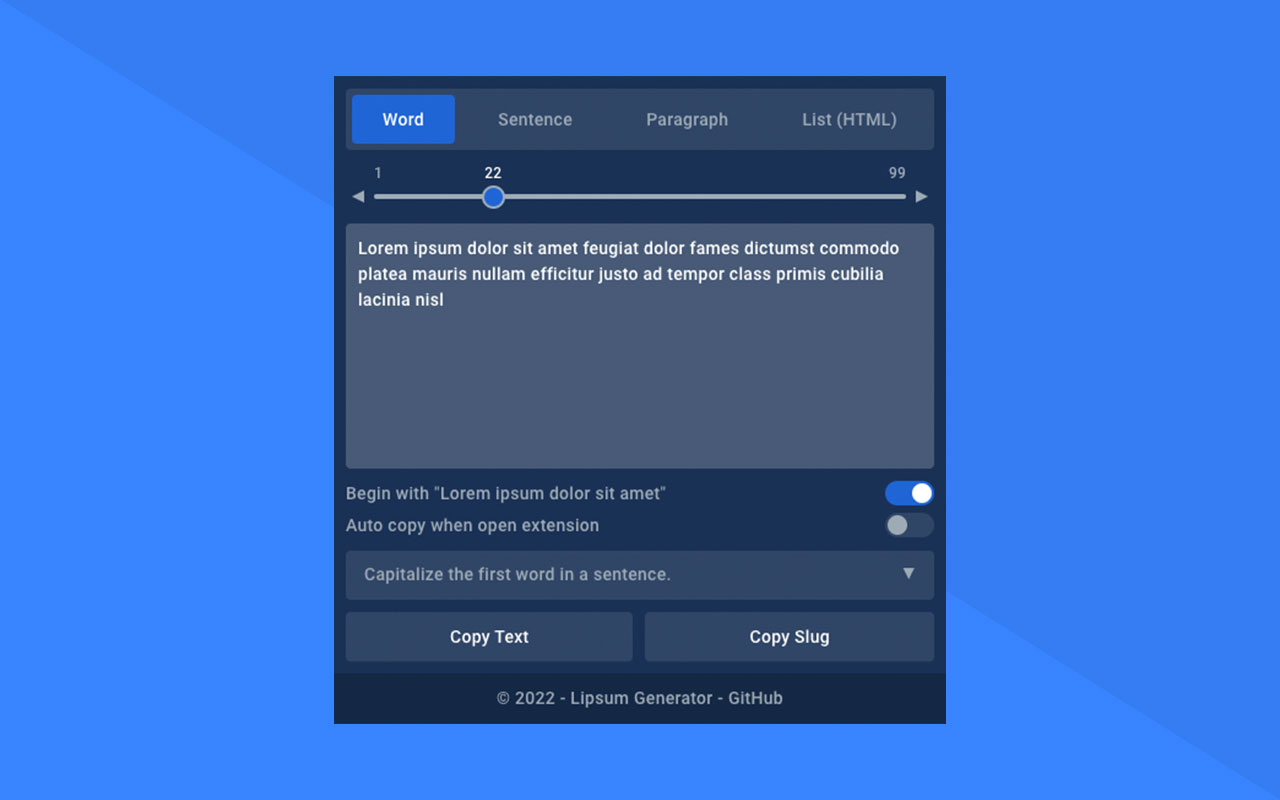 Word Sentence Paragraph List (HTML)
1 22 99
Lorem ipsum dolor sit amet feugiat dolor fames dictumst commodo
platea mauris nullam efficitur justo ad tempor class primis cubilia
lacinia nisl
Begin with "Lorem ipsum dolor sit amet"
Auto copy when open extension
Capitalize the first word in a sentence.
Copy Text Copy Slug
© 2022 - Lipsum Generator - GitHub